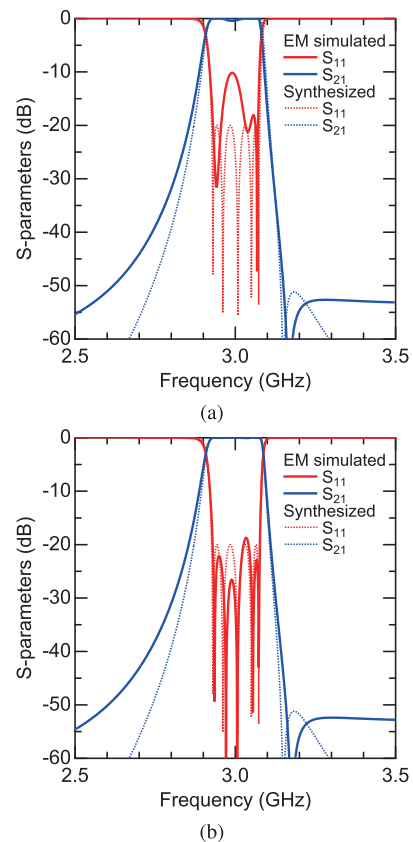 0
-10
-20
-30
-40
-50
-60
S-parameters (dB)
EM simulated
S11
S21
Synthesized
S11
S21
2.5
3.0
3.5
Frequency (GHz)
(a)
0
-10
-20
-30
-40
-50
-60
S-parameters (dB)
EM simulated
S11
S21
Synthesized
S11
S21
2.5
3.0
3.5
Frequency (GHz)
(b)